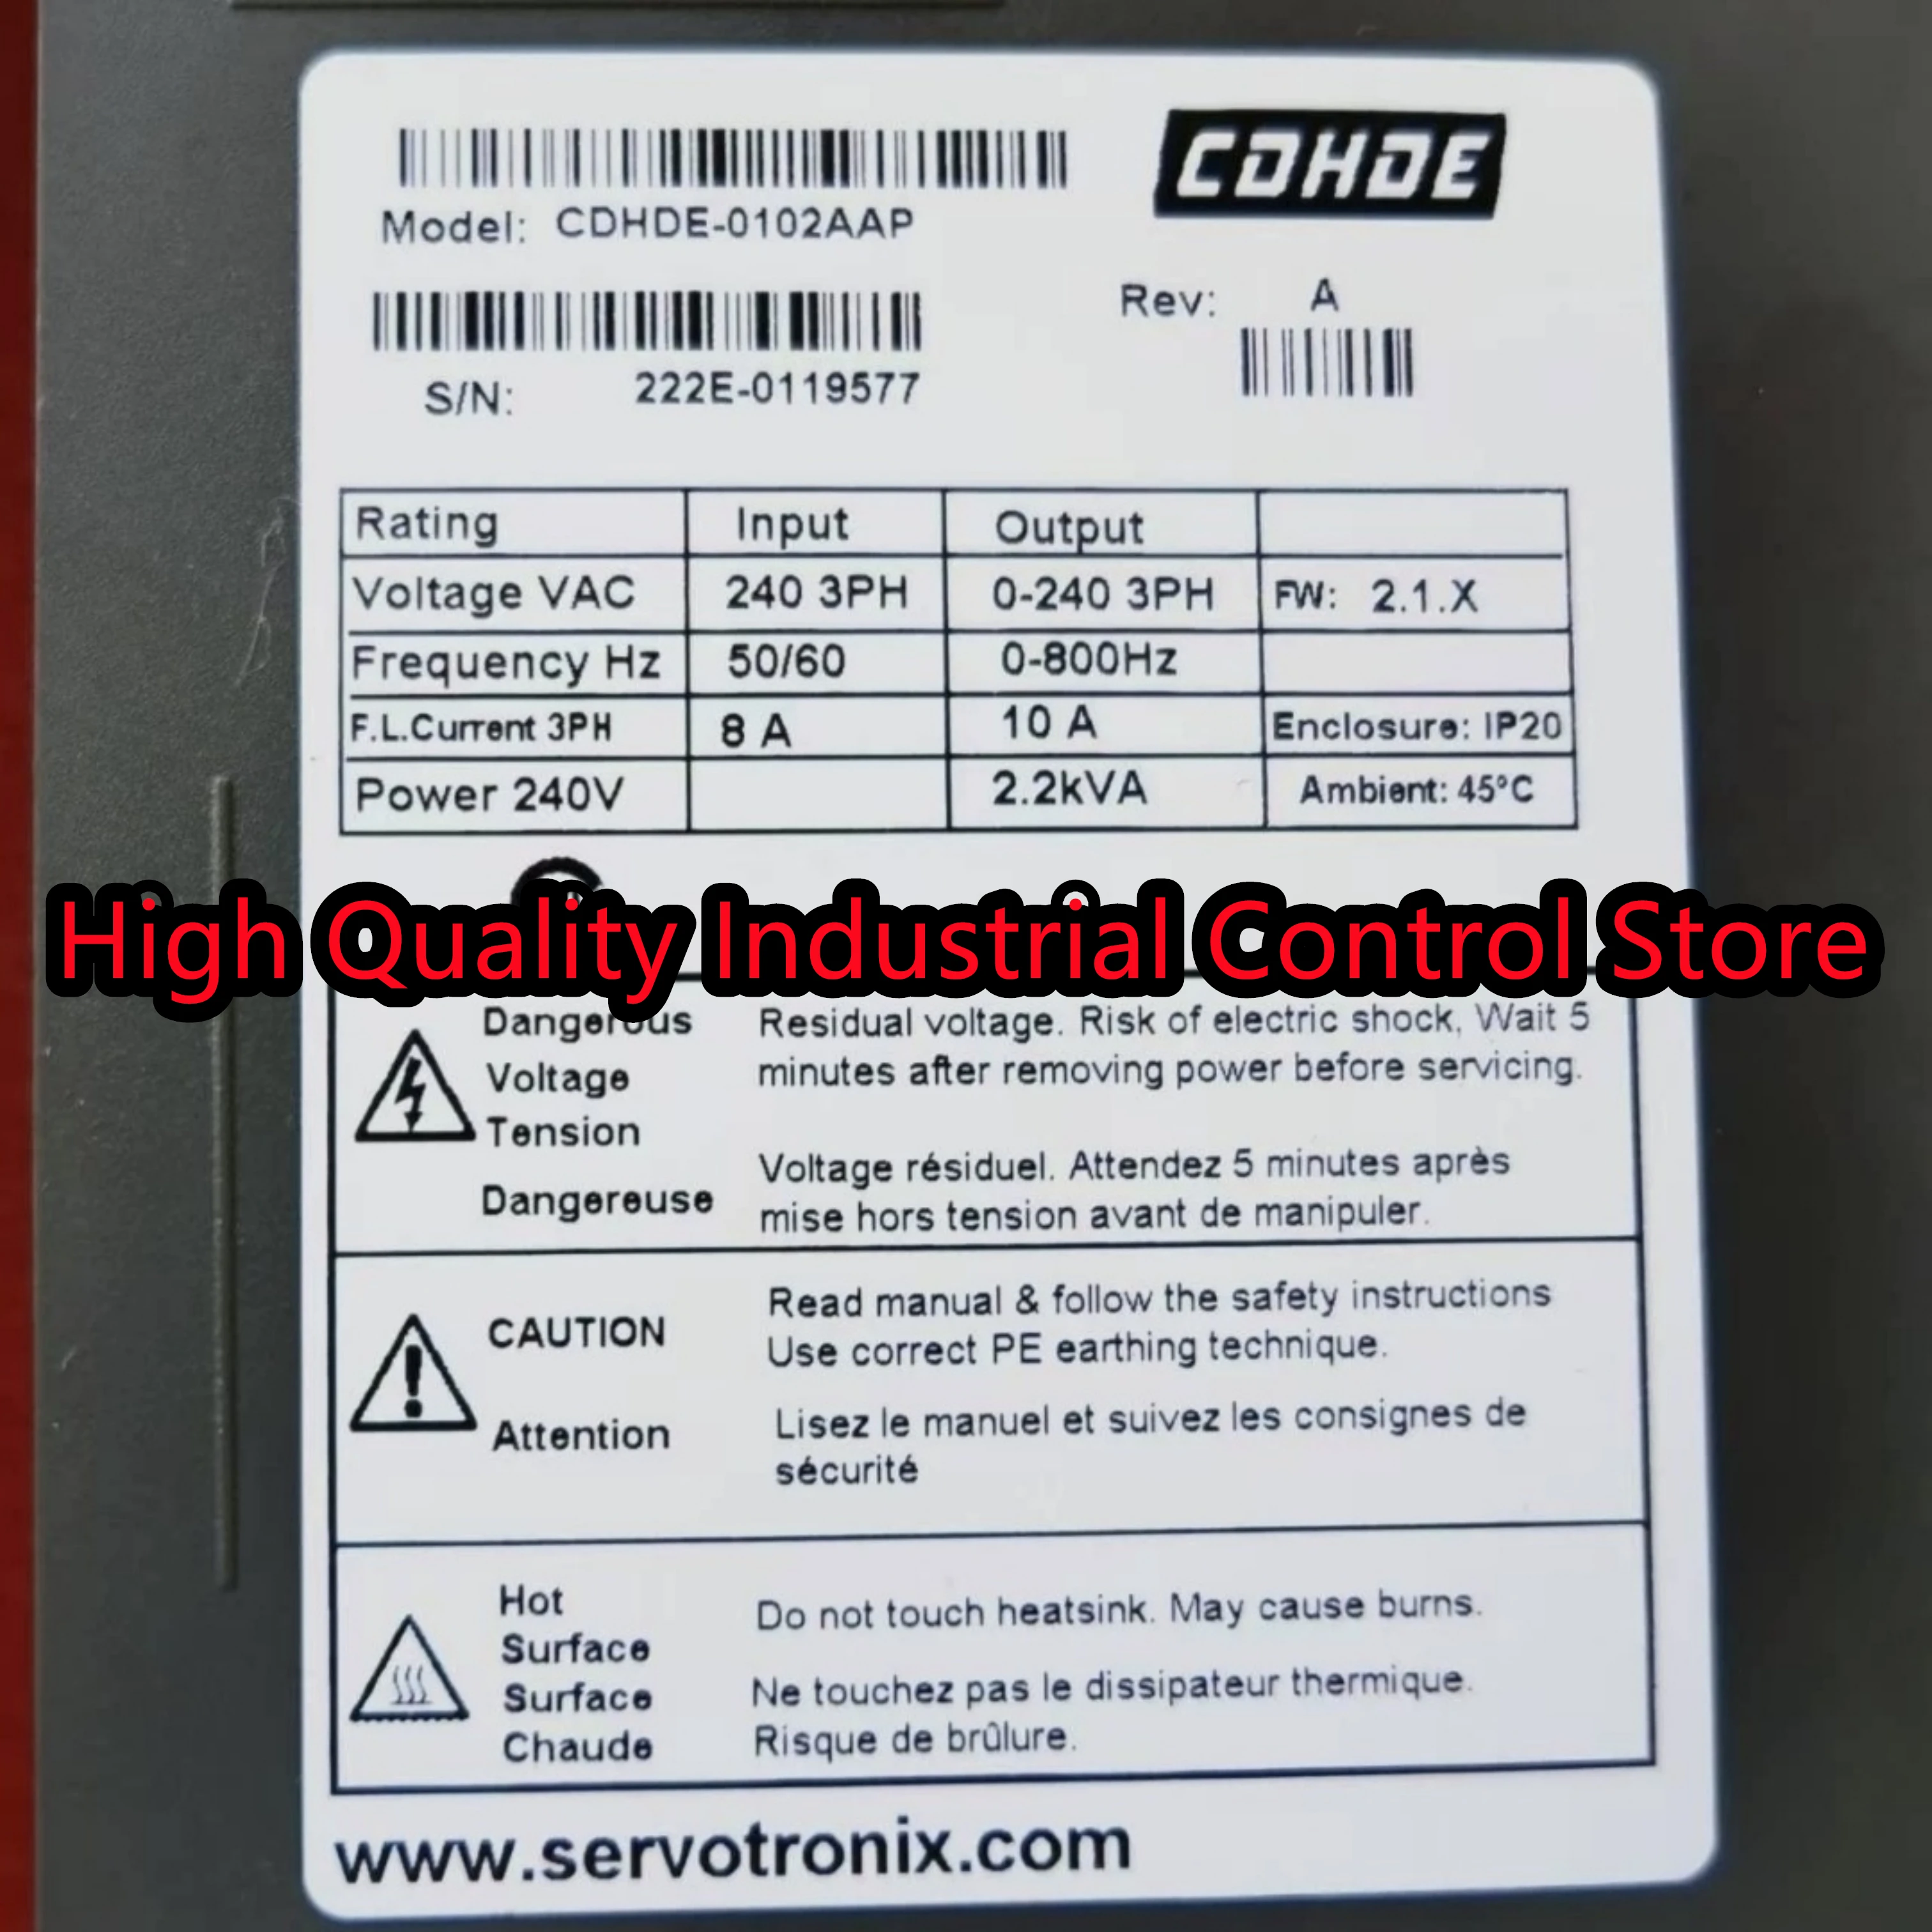 CDHDE
Model: CDHDE-0102AAP
Rev: A
S/N: 222E-0119577
Rating Input Output
Voltage VAC 240 3PH 0-240 3PH FW: 2.1.X
Frequency Hz 50/60 0-800Hz
F.L.Current 3PH 8 A 10 A Enclosure: IP20
Power 240V 2.2kVA Ambient: 45°C
High Quality Industrial Control Store
Dangerous
Voltage
Tension
Dangereuse
Residual voltage. Risk of electric shock, Wait 5
minutes after removing power before servicing.
Voltage résiduel. Attendez 5 minutes après
mise hors tension avant de manipuler.
CAUTION
Attention
Read manual & follow the safety instructions
Use correct PE earthing technique.
Lisez le manuel et suivez les consignes de
sécurité
Hot
Surface
Surface
Chaude
Do not touch heatsink. May cause burns.
Ne touchez pas le dissipateur thermique.
Risque de brûlure.
www.servotronix.com